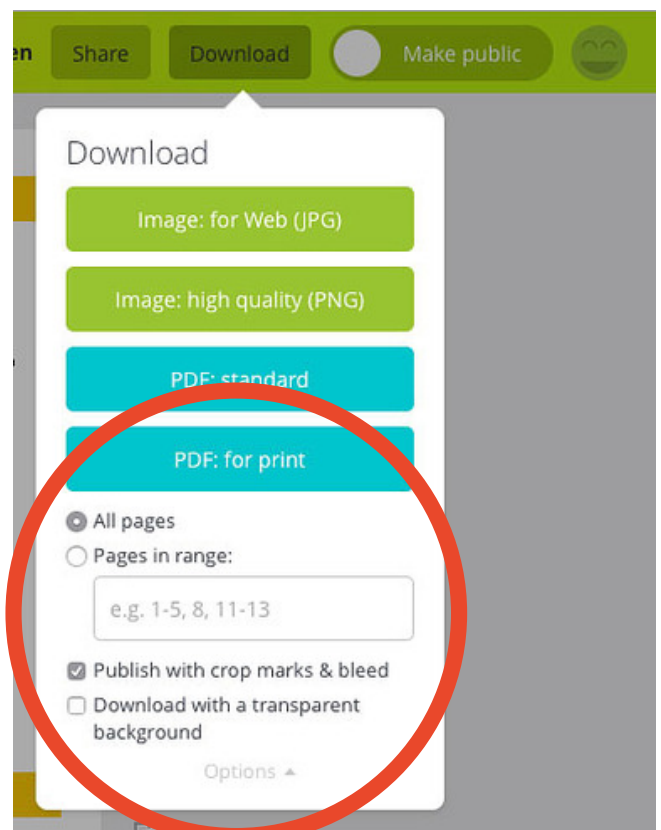 en Share Download Make public
Download
Image: for Web (JPG)
Image: high quality (PNG)
PDF: standard
PDF: for print
All pages
Pages in range:
e.g. 1-5, 8, 11-13
Publish with crop marks & bleed
Download with a transparent
background
Options